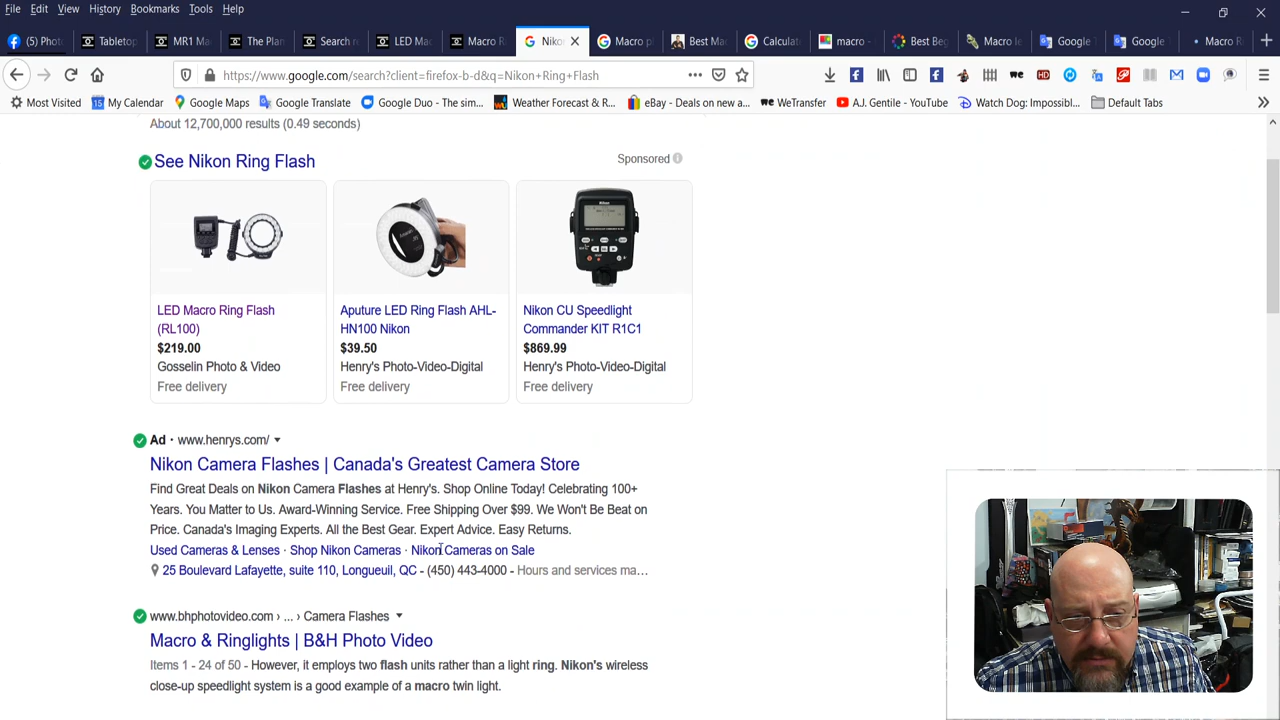 File Edit View History Bookmarks Tools Help
(5) Phot Tabletop MR1 Ma The Plan Search re LED Mac Macro R Niko Macro p Best Ma Calculat macro - Best Beg Macro le Google T Google T Macro Ri
https://www.google.com/search?client=firefox-b-d&q=Nikon+Ring+Flash
Most Visited My Calendar Google Maps Google Translate Google Duo - The sim... Weather Forecast & R... eBay - Deals on new a... WeTransfer A.J. Gentile - YouTube Watch Dog: Impossibl... Default Tabs
About 12,700,000 results (0.49 seconds)
See Nikon Ring Flash Sponsored
LED Macro Ring Flash (RL100)
$219.00
Gosselin Photo & Video
Free delivery
Aputure LED Ring Flash AHL-
HN100 Nikon
$39.50
Henry's Photo-Video-Digital
Free delivery
Nikon CU Speedlight
Commander KIT R1C1
$869.99
Henry's Photo-Video-Digital
Free delivery
Ad · www.henrys.com/
Nikon Camera Flashes | Canada's Greatest Camera Store
Find Great Deals on Nikon Camera Flashes at Henry's. Shop Online Today! Celebrating 100+
Years. You Matter to Us. Award-Winning Service. Free Shipping Over $99. We Won't Be Beat on
Price. Canada's Imaging Experts. All the Best Gear. Expert Advice. Easy Returns.
Used Cameras & Lenses · Shop Nikon Cameras · Nikon Cameras on Sale
25 Boulevard Lafayette, suite 110, Longueuil, QC - (450) 443-4000 - Hours and services ma...
www.bhphotovideo.com › ... › Camera Flashes
Macro & Ringlights | B&H Photo Video
Items 1 - 24 of 50 - However, it employs two flash units rather than a light ring. Nikon's wireless
close-up speedlight system is a good example of a macro twin light.